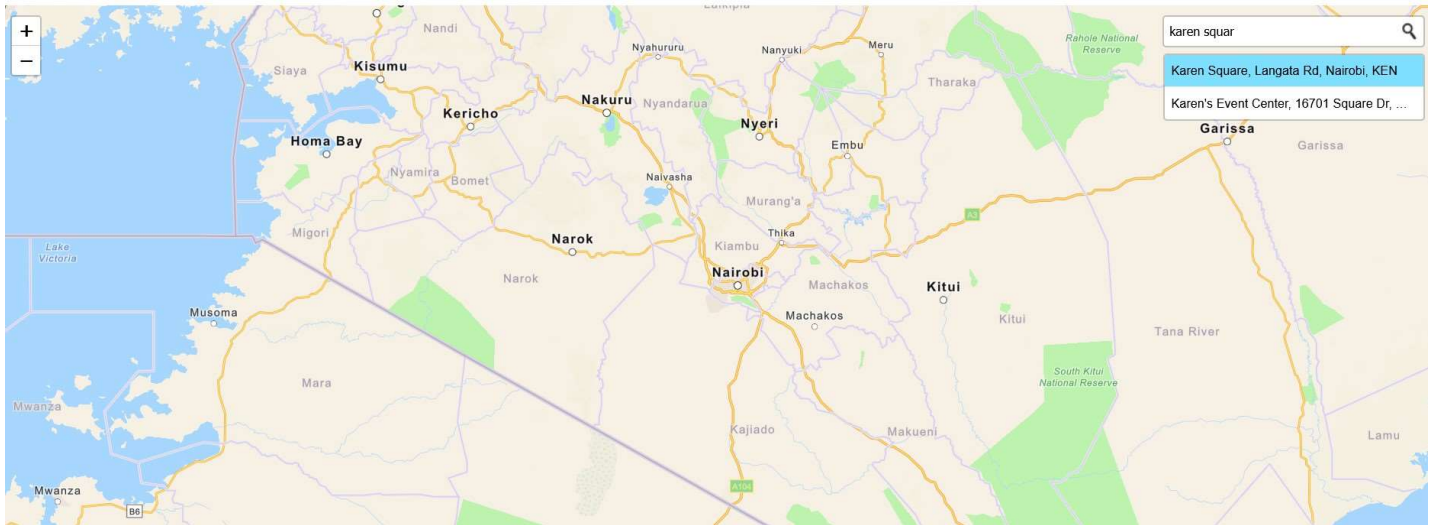 +
−
karen squar
Karen Square, Langata Rd, Nairobi, KEN
Karen's Event Center, 16701 Square Dr, ...
Nandi
Siaya
Kisumu
Nyahururu
Nanyuki
Meru
Rahole National
Reserve
Tharaka
Kericho
Nakuru
Nyandarua
Nyeri
Garissa
Garissa
Homa Bay
Embu
Nyamira
Bomet
Naivasha
Murang'a
A3
Migori
Narok
Thika
Kiambu
Lake
Victoria
Narok
Nairobi
Machakos
Kitui
Musoma
Machakos
Kitui
Tana River
Mara
South Kitui
National Reserve
Mwanza
Kajiado
Makueni
Lamu
Mwanza
A104
B6